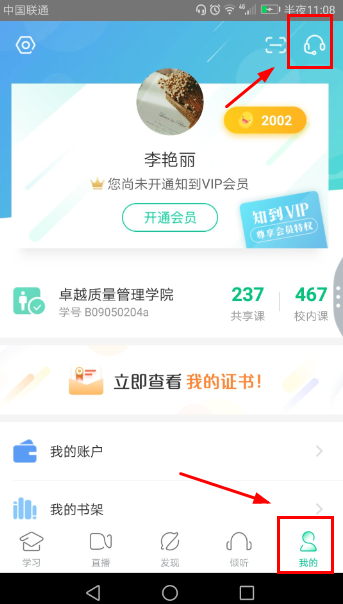 中国联通 半夜11:08
2002
李艳丽
您尚未开通知到VIP会员
开通会员
知到VIP
尊享会员特权
卓越质量管理学院 237 467
学号 B09050204a 共享课 校内课
立即查看 我的证书!
我的账户
我的书架
学习 直播 发现 倾听 我的